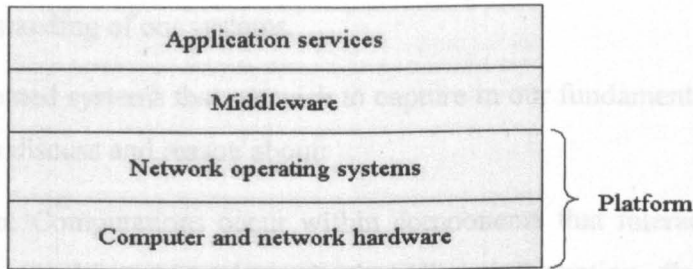 Application services
Middleware
Network operating systems
Computer and network hardware
Platform